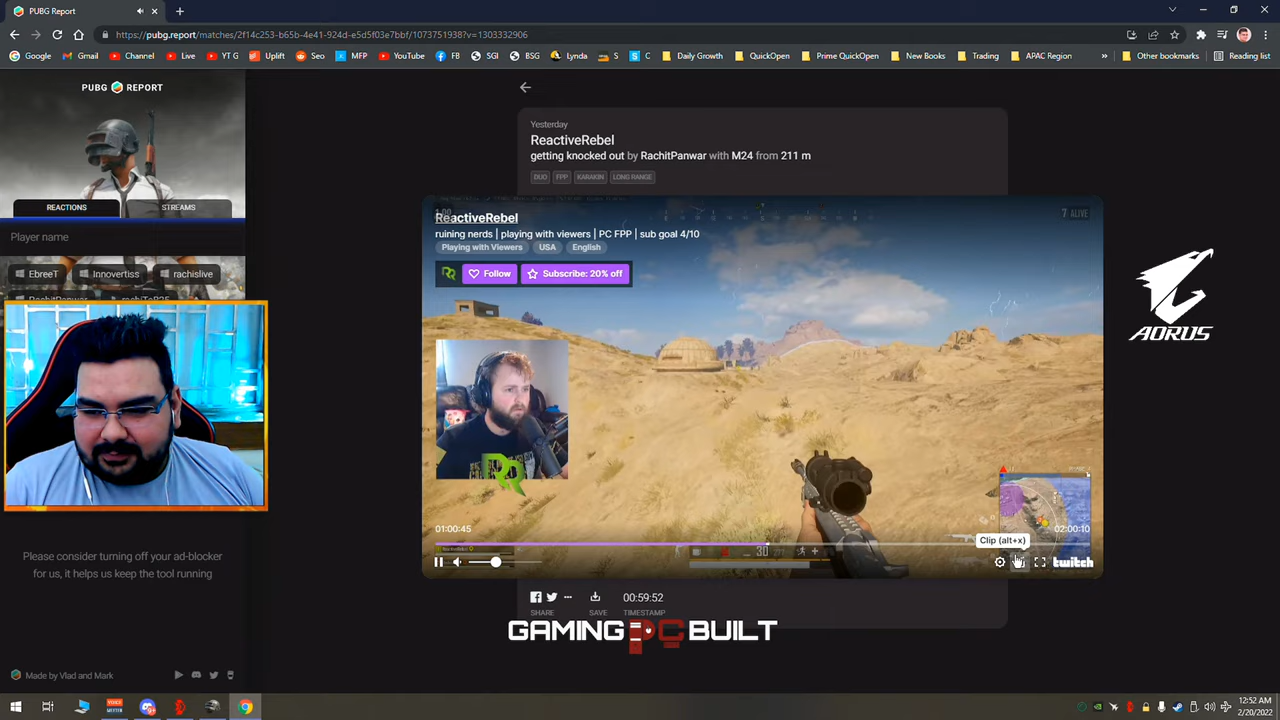 PUBG Report
https://pubg.report/matches/2f14c253-b65b-4e41-924d-e5d5f03e7bbf/1073751938?v=1303332906
Google Gmail Channel Live YT G Uplift Seo MFP YouTube FB SGI BSG Lynda S C Daily Growth QuickOpen Prime QuickOpen New Books Trading APAC Region » Other bookmarks Reading list
PUBG REPORT
REACTIONS STREAMS
Player name
EbreeT Innovertiss rachislive
RachitPanwar
Yesterday
ReactiveRebel
getting knocked out by RachitPanwar with M24 from 211 m
DUO FPP KARAKIN LONG RANGE
ReactiveRebel
7 ALIVE
ruining nerds | playing with viewers | PC FPP | sub goal 4/10
Playing with Viewers USA English
Follow Subscribe: 20% off
AORUS
01:00:45
02:00:10
Clip (alt+x)
30
twitch
00:59:52
SHARE SAVE TIMESTAMP
GAMING PC BUILT
Please consider turning off your ad-blocker
for us, it helps us keep the tool running
Made by Vlad and Mark
12:52 AM
2/20/2022